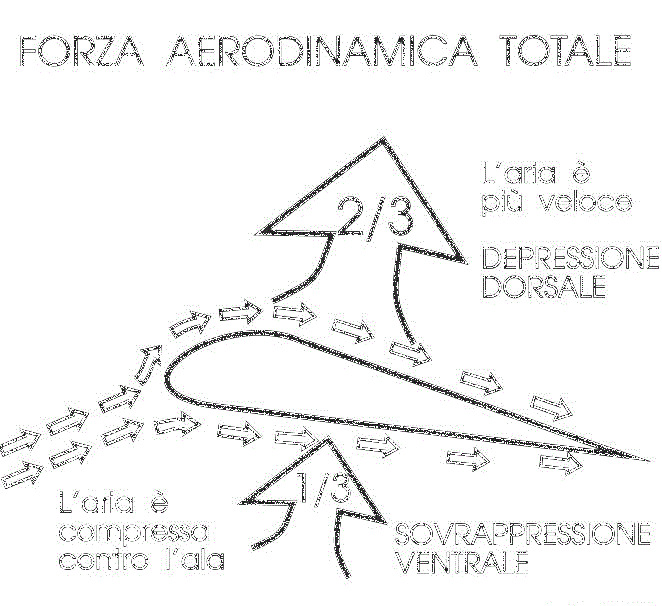 FORZA AERODINAMICA TOTALE
2/3
L'aria è
più veloce
DEPRESSIONE
DORSALE
1/3
L'aria è
compressa
contro l'ala
SOVRAPPRESSIONE
VENTRALE